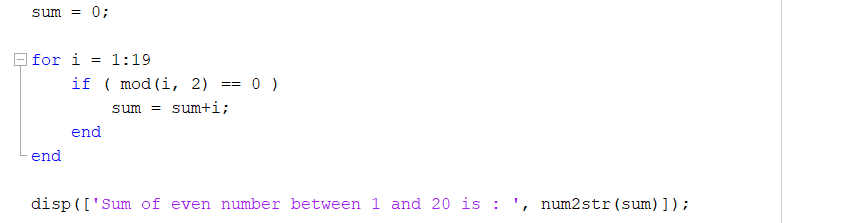 sum = 0;
for i = 1:19
if ( mod(i, 2) == 0 )
sum = sum+i;
end
end
disp(['Sum of even number between 1 and 20 is : ', num2str(sum)]);